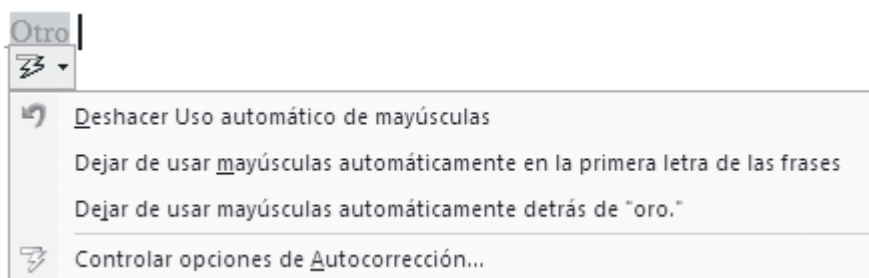 Otro
Deshacer Uso automático de mayúsculas
Dejar de usar mayúsculas automáticamente en la primera letra de las frases
Dejar de usar mayúsculas automáticamente detrás de "oro."
Controlar opciones de Autocorrección...